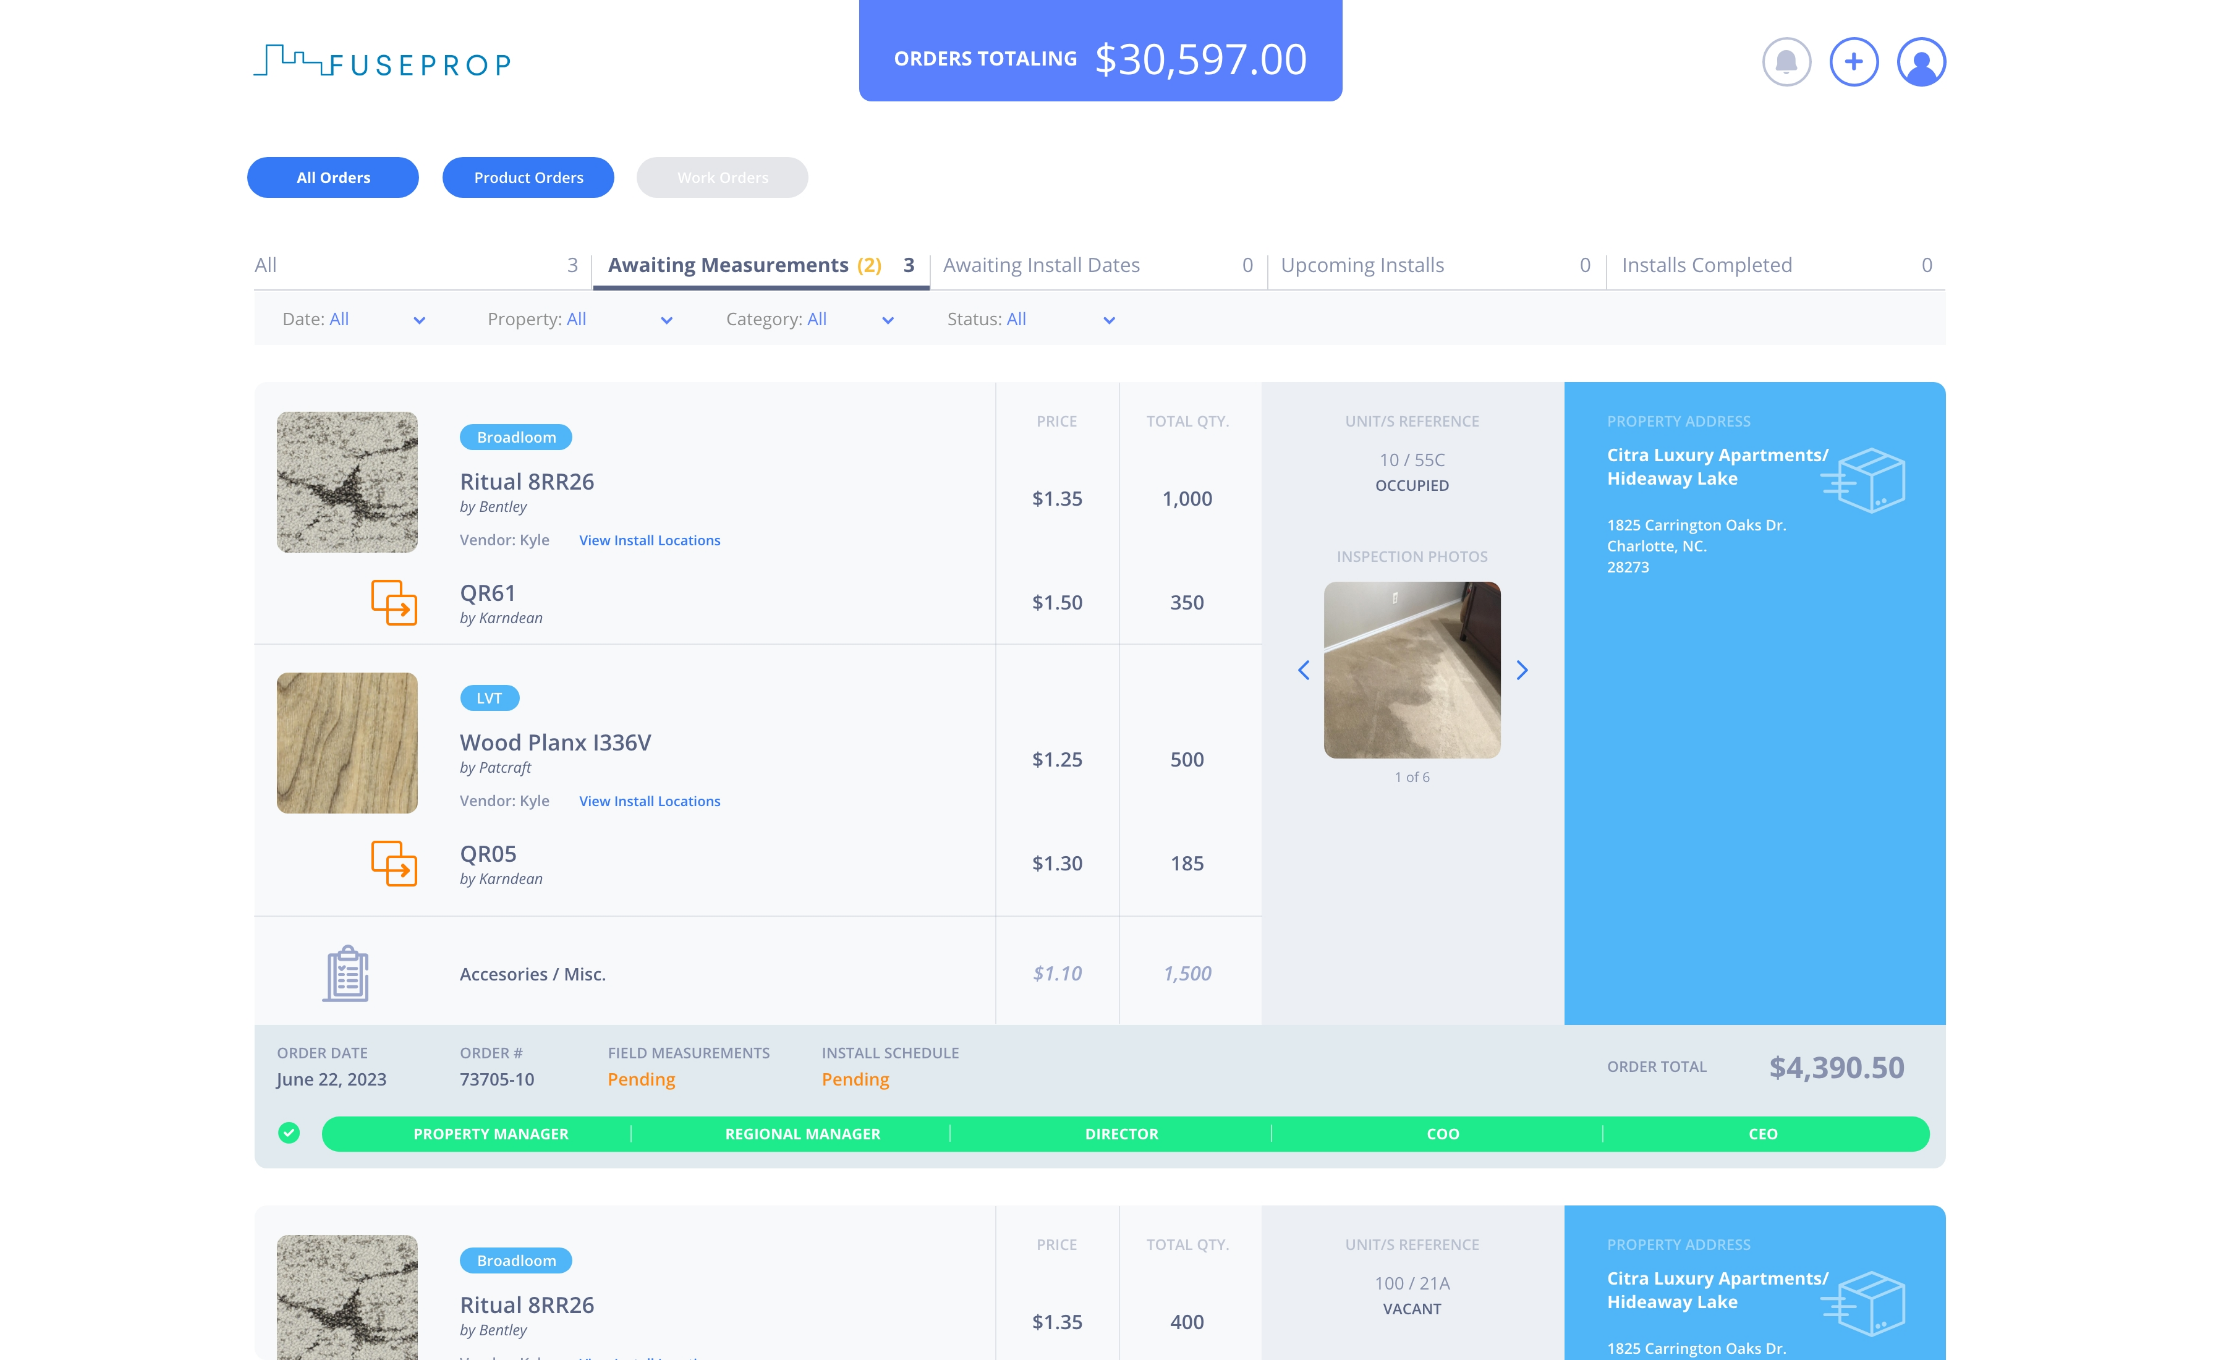 FUSEPROP
ORDERS TOTALING $30,597.00
All Orders
Product Orders
Work Orders
All 3
Awaiting Measurements (2) 3
Awaiting Install Dates 0
Upcoming Installs 0
Installs Completed 0
Date: All
Property: All
Category: All
Status: All
PRICE
TOTAL QTY.
UNIT/S REFERENCE
PROPERTY ADDRESS
Broadloom
Ritual 8RR26
by Bentley
Vendor: Kyle
View Install Locations
$1.35
1,000
QR61
by Karndean
$1.50
350
LVT
Wood Planx I336V
by Patcraft
Vendor: Kyle
View Install Locations
$1.25
500
QR05
by Karndean
$1.30
185
Accesories / Misc.
$1.10
1,500
10 / 55C
OCCUPIED
INSPECTION PHOTOS
1 of 6
Citra Luxury Apartments/
Hideaway Lake
1825 Carrington Oaks Dr.
Charlotte, NC.
28273
ORDER DATE
June 22, 2023
ORDER #
73705-10
FIELD MEASUREMENTS
Pending
INSTALL SCHEDULE
Pending
ORDER TOTAL
$4,390.50
PROPERTY MANAGER
REGIONAL MANAGER
DIRECTOR
COO
CEO
PRICE
TOTAL QTY.
UNIT/S REFERENCE
PROPERTY ADDRESS
Broadloom
Ritual 8RR26
by Bentley
$1.35
400
100 / 21A
VACANT
Citra Luxury Apartments/
Hideaway Lake
1825 Carrington Oaks Dr.